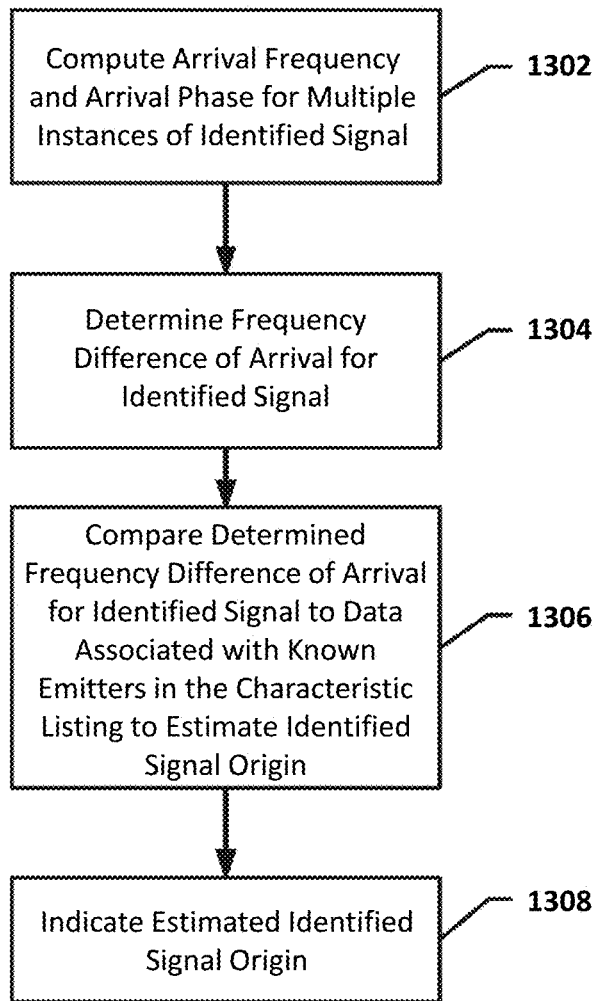 Compute Arrival Frequency
and Arrival Phase for Multiple
Instances of Identified Signal
1302
Determine Frequency
Difference of Arrival for
Identified Signal
1304
Compare Determined
Frequency Difference of Arrival
for Identified Signal to Data
Associated with Known
Emitters in the Characteristic
Listing to Estimate Identified
Signal Origin
1306
Indicate Estimated Identified
Signal Origin
1308